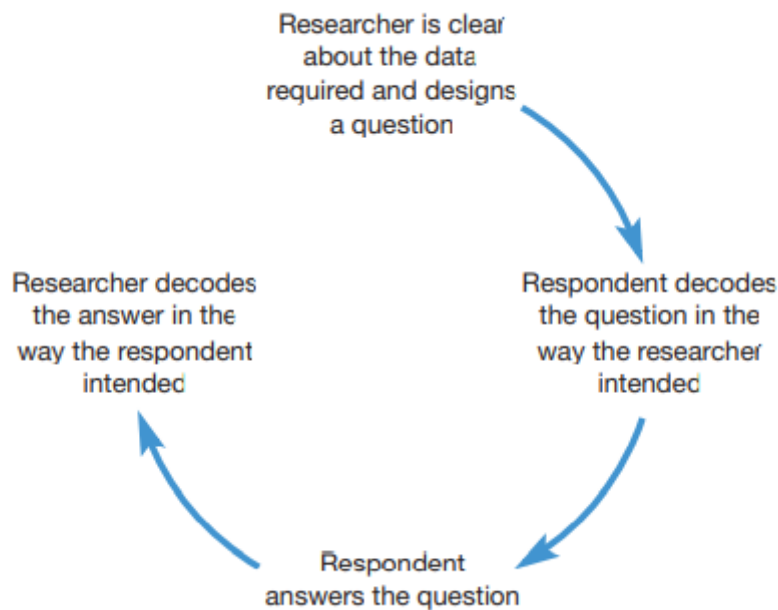 Researcher is clear
about the data
required and designs
a question
Respondent decodes
the question in the
way the researcher
intended
Respondent
answers the question
Researcher decodes
the answer in the
way the respondent
intended